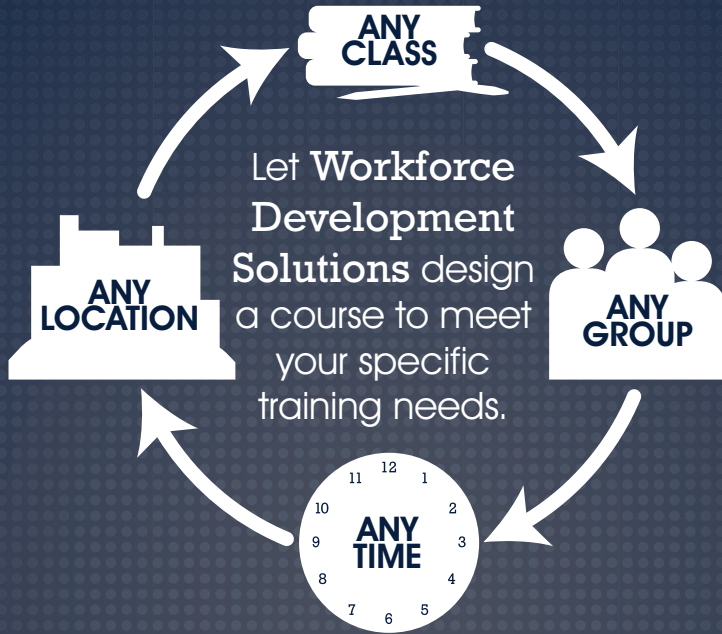 ANY
CLASS
Let Workforce
Development
Solutions design
a course to meet
your specific
training needs.
ANY
LOCATION
ANY
GROUP
12
1
2
3
4
5
6
7
8
9
10
11
ANY
TIME